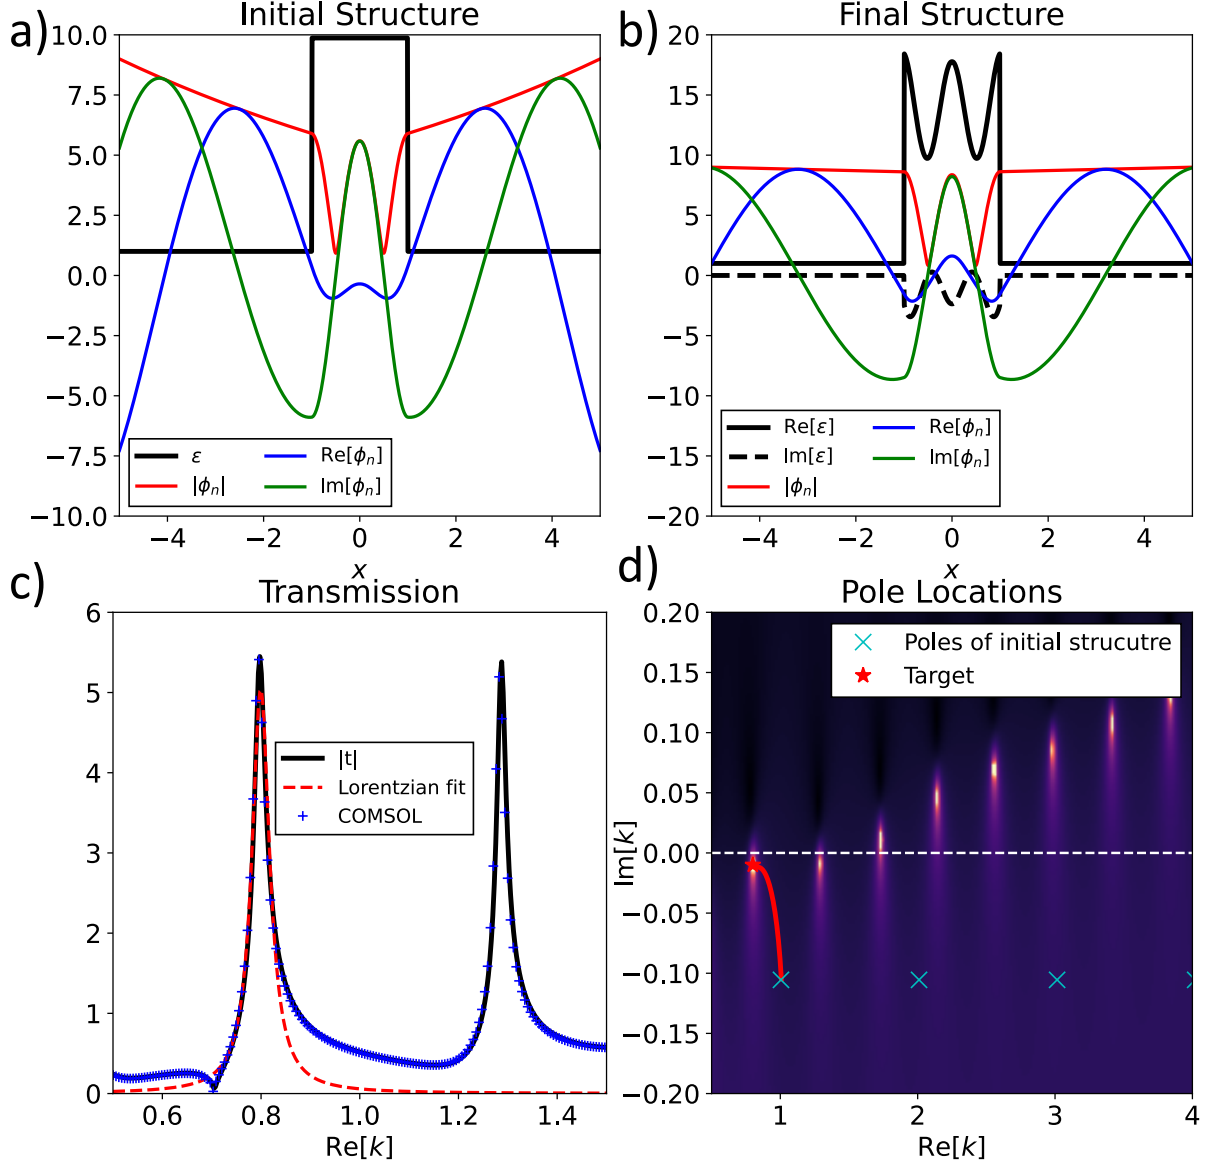 a)
Initial Structure
10.0
7.5
5.0
2.5
0.0
−2.5
−5.0
−7.5
−10.0
ε
|ϕn|
Re[ϕn]
Im[ϕn]
−4 −2 0 2 4
x
b)
Final Structure
20
15
10
5
0
−5
−10
−15
−20
Re[ε]
Im[ε]
|ϕn|
Re[ϕn]
Im[ϕn]
−4 −2 0 2 4
x
c)
Transmission
6
5
4
3
2
1
0
|t|
Lorentzian fit
COMSOL
0.6 0.8 1.0 1.2 1.4
Re[k]
d)
Pole Locations
Im[k]
0.20
0.15
0.10
0.05
0.00
−0.05
−0.10
−0.15
−0.20
Poles of initial strucutre
Target
1 2 3 4
Re[k]